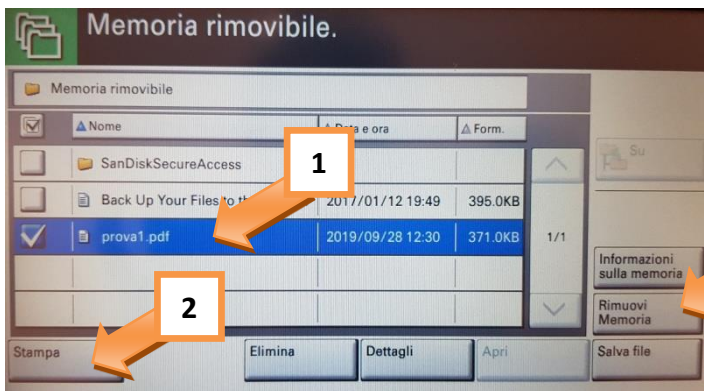 Memoria rimovibile.
Memoria rimovibile
Nome
Data e ora
Form.
Su
SanDiskSecureAccess
1
Back Up Your Files to th
2017/01/12 19:49
395.0KB
prova1.pdf
2019/09/28 12:30
371.0KB
1/1
Informazioni
sulla memoria
2
Rimuovi
Memoria
Stampa
Elimina
Dettagli
Apri
Salva file